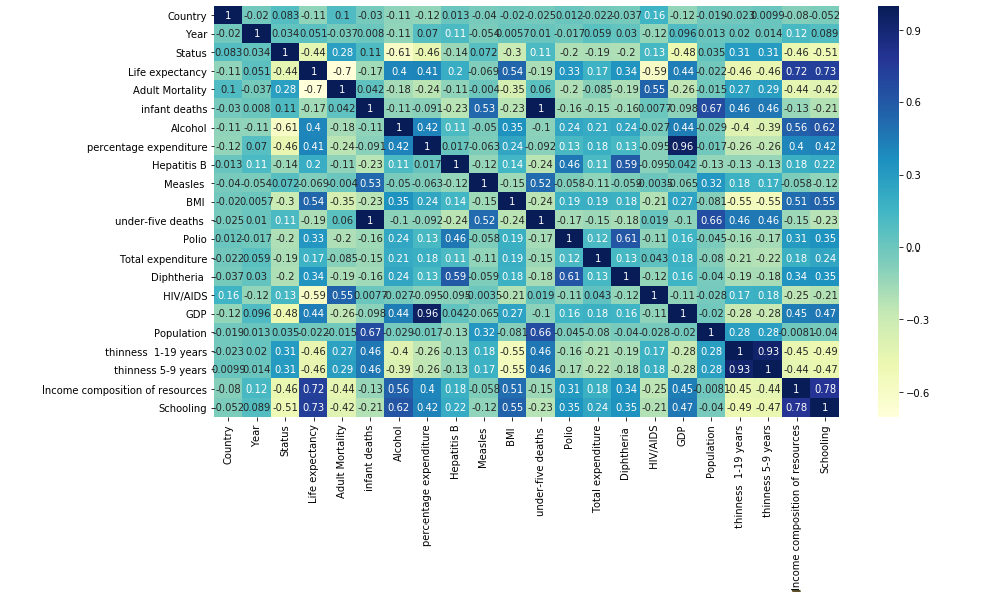 Country 1 -0.02 0.083 -0.11 0.1 -0.03 -0.11 -0.12 0.013 -0.04 -0.02 -0.025 0.012 -0.022 -0.037 0.16 -0.12 -0.019 -0.023 0.0099 -0.08 -0.052
Year -0.02 1 0.034 0.051 -0.037 0.008 -0.11 0.07 0.11 -0.054 0.0057 0.01 -0.017 0.059 0.03 -0.12 0.096 0.013 0.02 0.014 0.12 0.089
Status 0.083 0.034 1 -0.44 0.28 0.11 -0.61 -0.46 -0.14 0.072 -0.3 0.11 -0.2 -0.19 -0.2 0.13 -0.48 0.035 0.31 0.31 -0.46 -0.51
Life expectancy -0.11 0.051 -0.44 1 -0.7 -0.17 0.4 0.41 0.2 -0.069 0.54 -0.19 0.33 0.17 0.34 -0.59 0.44 -0.022 -0.46 -0.46 0.72 0.73
Adult Mortality 0.1 -0.037 0.28 -0.7 1 0.042 -0.18 -0.24 -0.11 -0.004 -0.35 0.06 -0.2 -0.085 -0.19 0.55 -0.26 -0.015 0.27 0.29 -0.44 -0.42
infant deaths -0.03 0.008 0.11 -0.17 0.042 1 -0.11 -0.091 -0.23 0.53 -0.23 1 -0.16 -0.15 -0.16 0.0077 -0.098 0.67 0.46 0.46 -0.13 -0.21
Alcohol -0.11 -0.11 -0.61 0.4 -0.18 -0.11 1 0.42 0.11 -0.05 0.35 -0.1 0.24 0.21 0.24 -0.027 0.44 -0.029 -0.4 -0.39 0.56 0.62
percentage expenditure -0.12 0.07 -0.46 0.41 -0.24 -0.091 0.42 1 0.017 -0.063 0.24 -0.092 0.13 0.18 0.13 -0.095 0.96 -0.017 -0.26 -0.26 0.4 0.42
Hepatitis B 0.013 0.11 -0.14 0.2 -0.11 -0.23 0.11 0.017 1 -0.12 0.14 -0.24 0.46 0.11 0.59 -0.095 0.042 -0.13 -0.13 -0.13 0.18 0.22
Measles -0.04 -0.054 0.072 -0.069 -0.004 0.53 -0.05 -0.063 -0.12 1 -0.15 0.52 -0.058 -0.11 -0.059 0.0035 -0.065 0.32 0.18 0.17 -0.058 -0.12
BMI -0.02 0.0057 -0.3 0.54 -0.35 -0.23 0.35 0.24 0.14 -0.15 1 -0.24 0.19 0.19 0.18 -0.21 0.27 -0.081 -0.55 -0.55 0.51 0.55
under-five deaths -0.025 0.01 0.11 -0.19 0.06 1 -0.1 -0.092 -0.24 0.52 -0.24 1 -0.17 -0.15 -0.18 0.019 -0.1 0.66 0.46 0.46 -0.15 -0.23
Polio -0.012 -0.017 -0.2 0.33 -0.2 -0.16 0.24 0.13 0.46 -0.058 0.19 -0.17 1 0.12 0.61 -0.11 0.16 -0.045 -0.16 -0.17 0.31 0.35
Total expenditure -0.022 0.059 -0.19 0.17 -0.085 -0.15 0.21 0.18 0.11 -0.11 0.19 -0.15 0.12 1 0.13 0.043 0.18 -0.08 -0.21 -0.22 0.18 0.24
Diphtheria -0.037 0.03 -0.2 0.34 -0.19 -0.16 0.24 0.13 0.59 -0.059 0.18 -0.18 0.61 0.13 1 -0.12 0.16 -0.04 -0.19 -0.18 0.34 0.35
HIV/AIDS 0.16 -0.12 0.13 -0.59 0.55 0.0077 -0.027 -0.095 -0.095 0.0035 -0.21 0.019 -0.11 0.043 -0.12 1 -0.11 -0.028 0.17 0.18 -0.25 -0.21
GDP -0.12 0.096 -0.48 0.44 -0.26 -0.098 0.44 0.96 0.042 -0.065 0.27 -0.1 0.16 0.18 0.16 -0.11 1 -0.02 -0.28 -0.28 0.45 0.47
Population -0.019 0.013 0.035 -0.022 0.015 0.67 -0.029 -0.017 -0.13 0.32 -0.081 0.66 -0.045 -0.08 -0.04 -0.028 -0.02 1 0.28 0.28 0.0081 -0.04
thinness 1-19 years -0.023 0.02 0.31 -0.46 0.27 0.46 -0.4 -0.26 -0.13 0.18 -0.55 0.46 -0.16 -0.21 -0.19 0.17 -0.28 0.28 1 0.93 -0.45 -0.49
thinness 5-9 years 0.0099 0.014 0.31 -0.46 0.29 0.46 -0.39 -0.26 -0.13 0.17 -0.55 0.46 -0.17 -0.22 -0.18 0.18 -0.28 0.28 0.93 1 -0.44 -0.47
Income composition of resources -0.08 0.12 -0.46 0.72 -0.44 -0.13 0.56 0.4 0.18 -0.058 0.51 -0.15 0.31 0.18 0.34 -0.25 0.45 0.0081 -0.45 -0.44 1 0.78
Schooling -0.052 0.089 -0.51 0.73 -0.42 -0.21 0.62 0.42 0.22 -0.12 0.55 -0.23 0.35 0.24 0.35 -0.21 0.47 -0.04 -0.49 -0.47 0.78 1
Country
Year
Status
Life expectancy
Adult Mortality
infant deaths
Alcohol
percentage expenditure
Hepatitis B
Measles
BMI
under-five deaths
Polio
Total expenditure
Diphtheria
HIV/AIDS
GDP
Population
thinness 1-19 years
thinness 5-9 years
Income composition of resources
Schooling
0.9
0.6
0.3
0.0
−0.3
−0.6